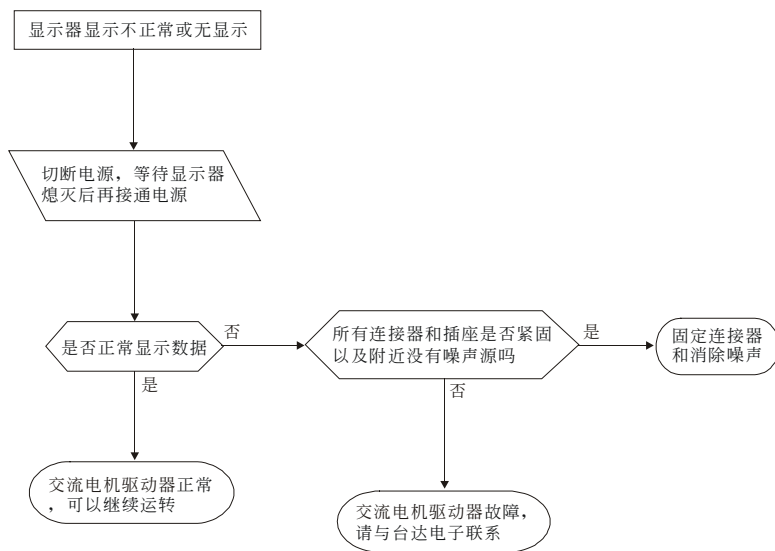 显示器显示不正常或无显示
切断电源，等待显示器
熄灭后再接通电源
是否正常显示数据
否
所有连接器和插座是否紧固
以及附近没有噪声源吗
是
固定连接器
和消除噪声
是
否
交流电机驱动器正常
，可以继续运转
交流电机驱动器故障，
请与台达电子联系